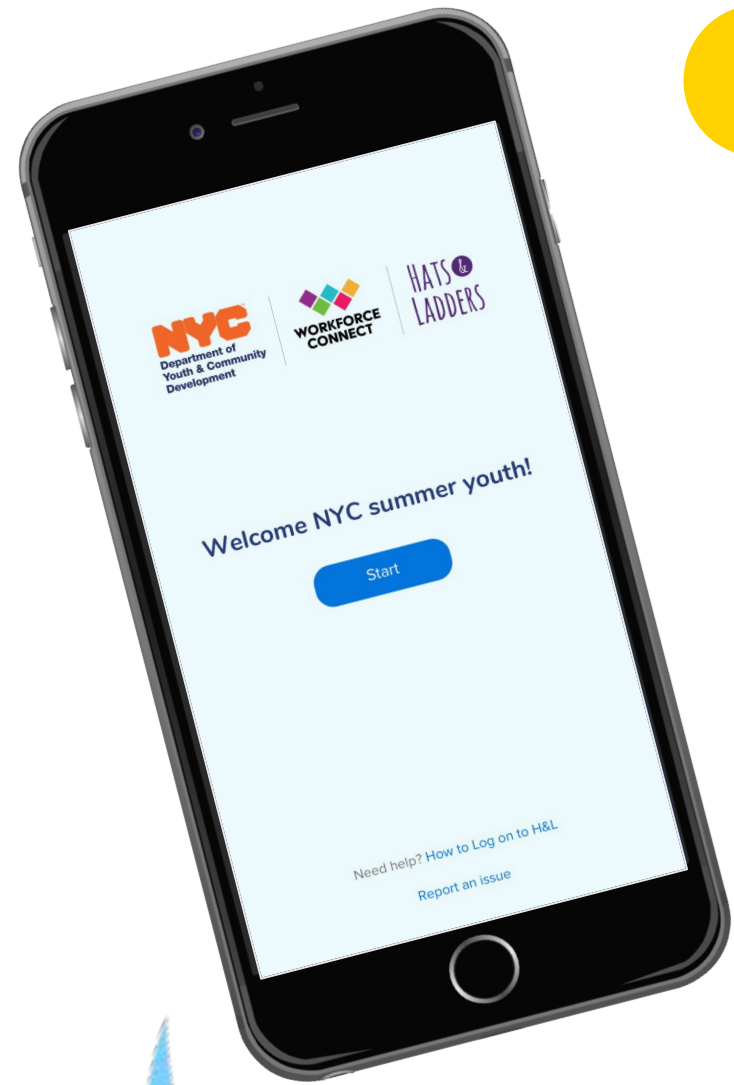 NYC
Department of
Youth & Community
Development
WORKFORCE
CONNECT
HATS &
LADDERS
Welcome NYC summer youth!
Start
Need help? How to Log on to H&L
Report an issue